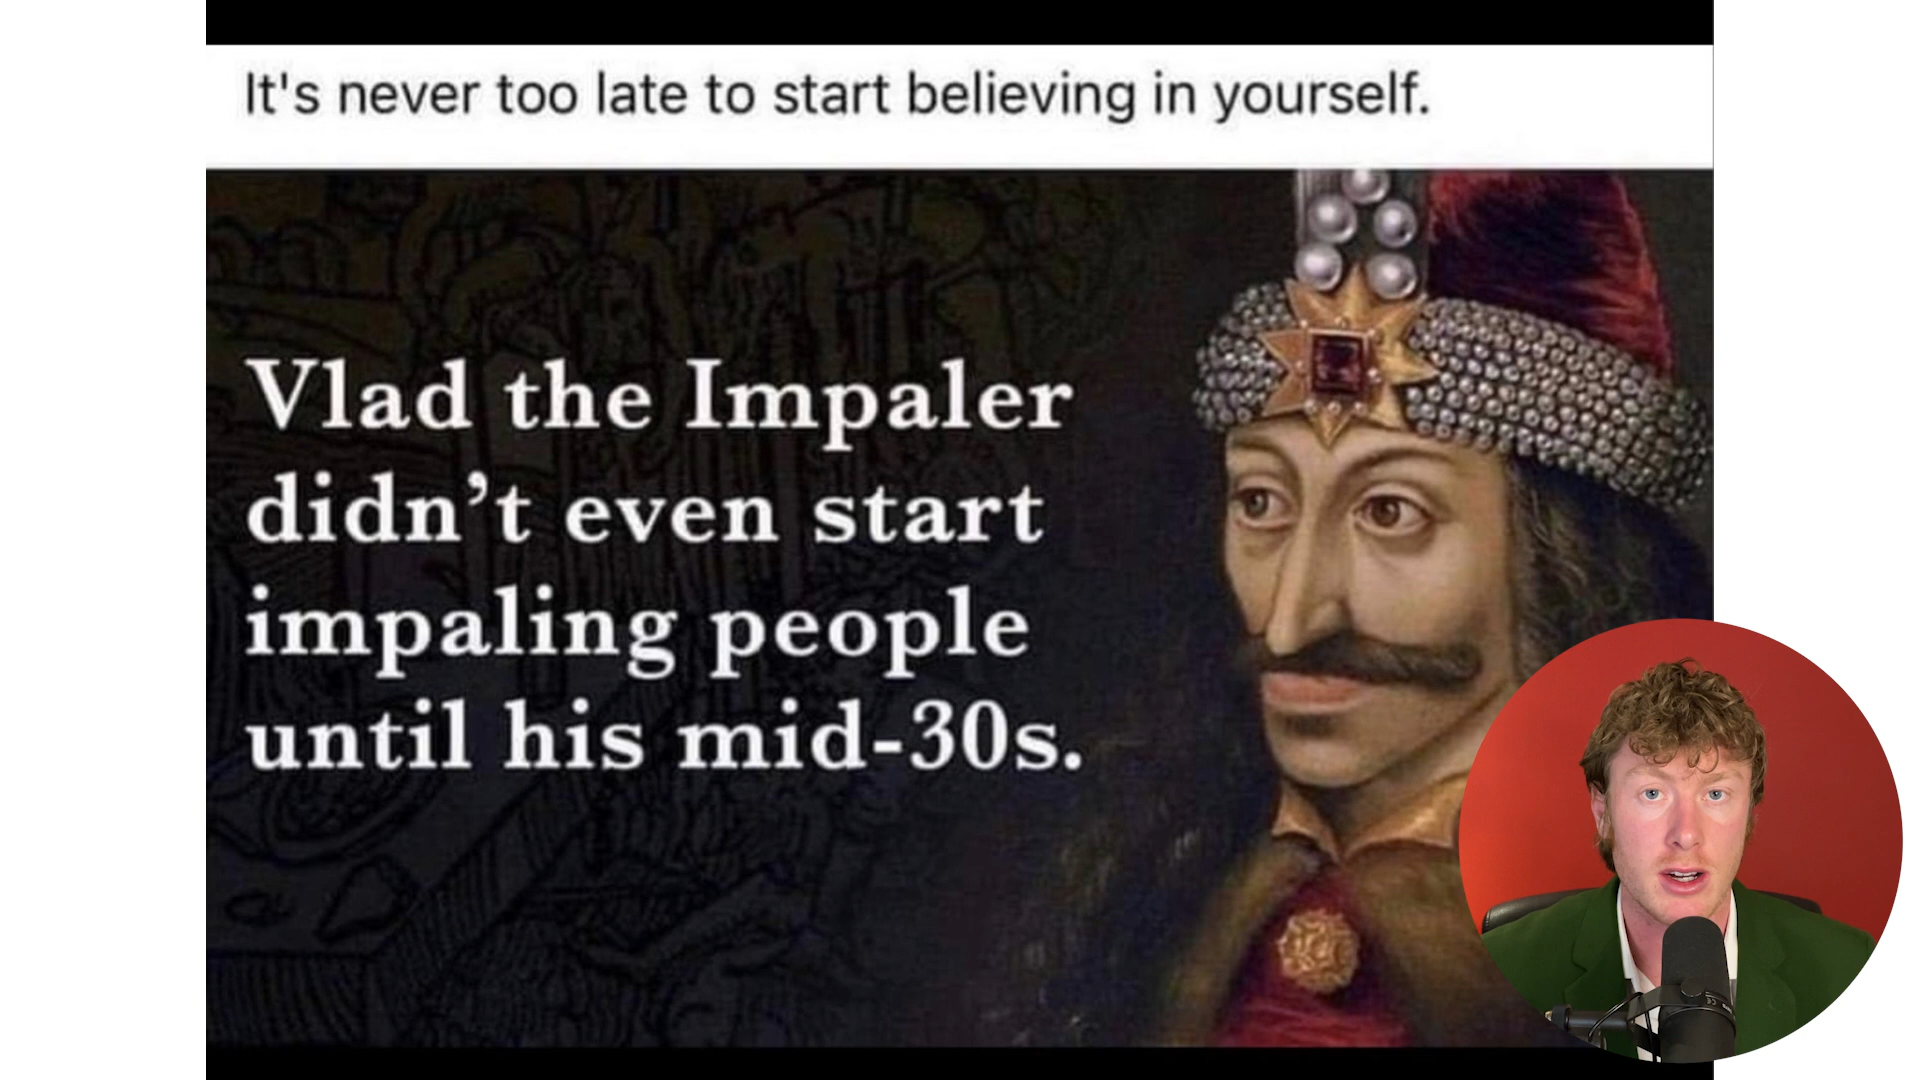 It's never too late to start believing in yourself.
Vlad the Impaler
didn’t even start
impaling people
until his mid-30s.